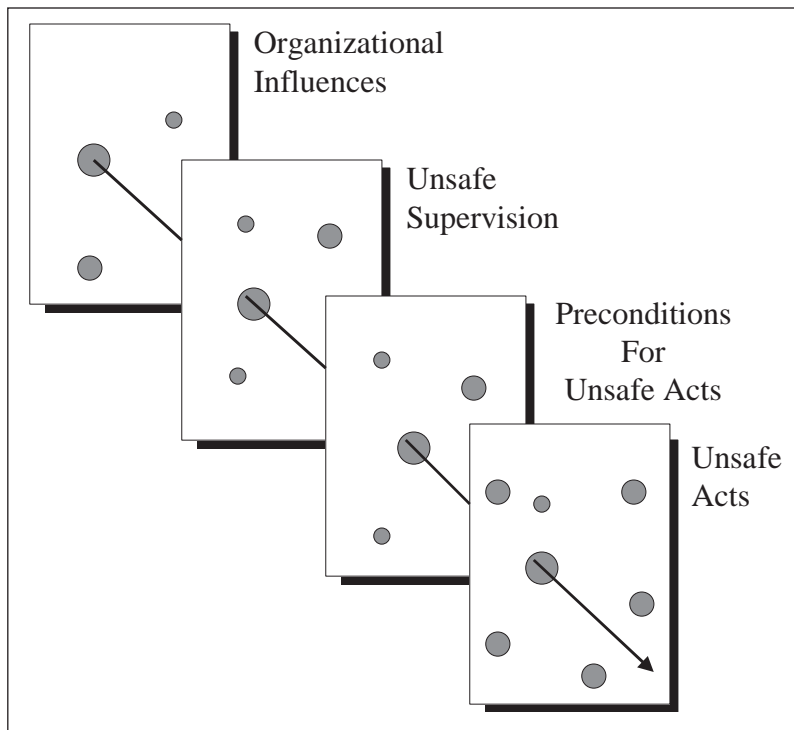 Organizational
Influences
Unsafe
Supervision
Preconditions
For
Unsafe Acts
Unsafe
Acts